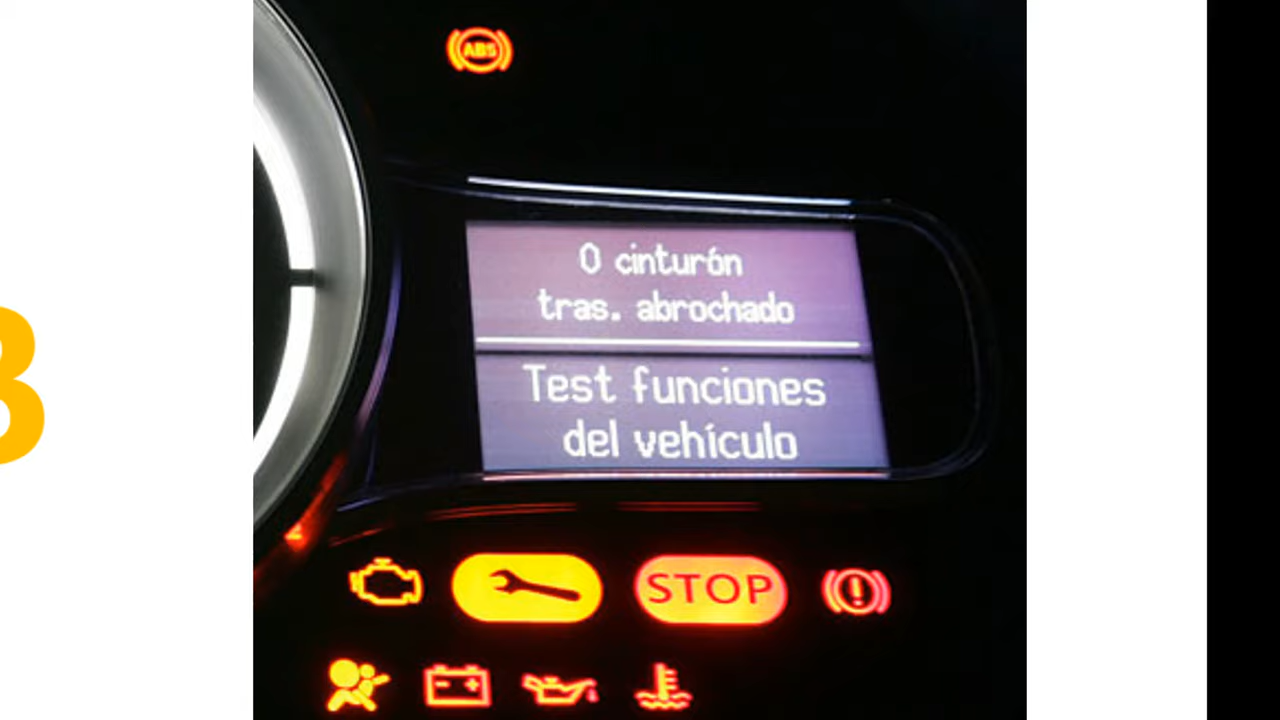 ABS
0 cinturón
tras. abrochado
Test funciones
del vehículo
STOP